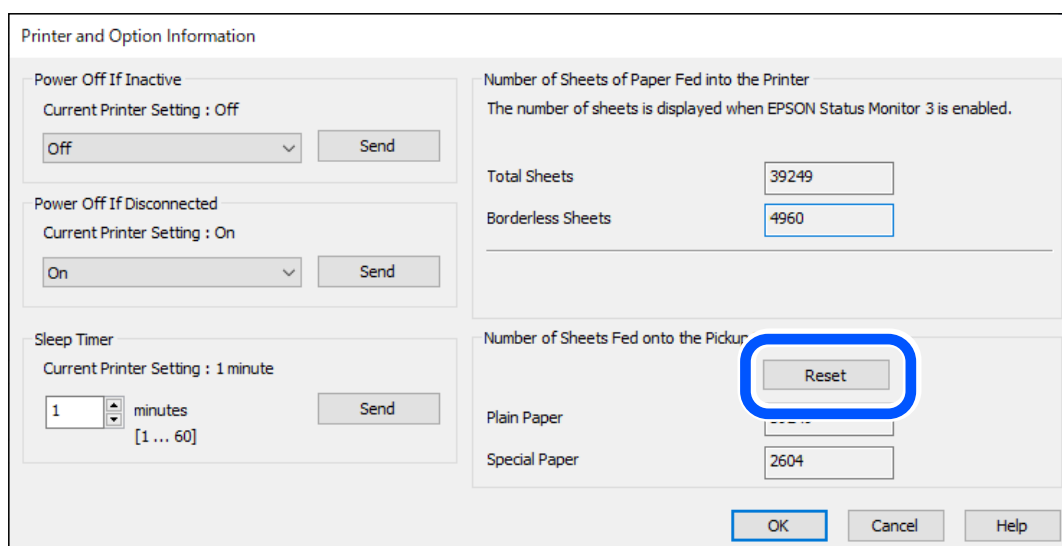 Printer and Option Information
Power Off If Inactive
Current Printer Setting : Off
Off
Send
Power Off If Disconnected
Current Printer Setting : On
On
Send
Sleep Timer
Current Printer Setting : 1 minute
1
minutes
Send
[1 ... 60]
Number of Sheets of Paper Fed into the Printer
The number of sheets is displayed when EPSON Status Monitor 3 is enabled.
Total Sheets
39249
Borderless Sheets
4960
Number of Sheets Fed onto the Pickup
Reset
Plain Paper
Special Paper
2604
OK
Cancel
Help